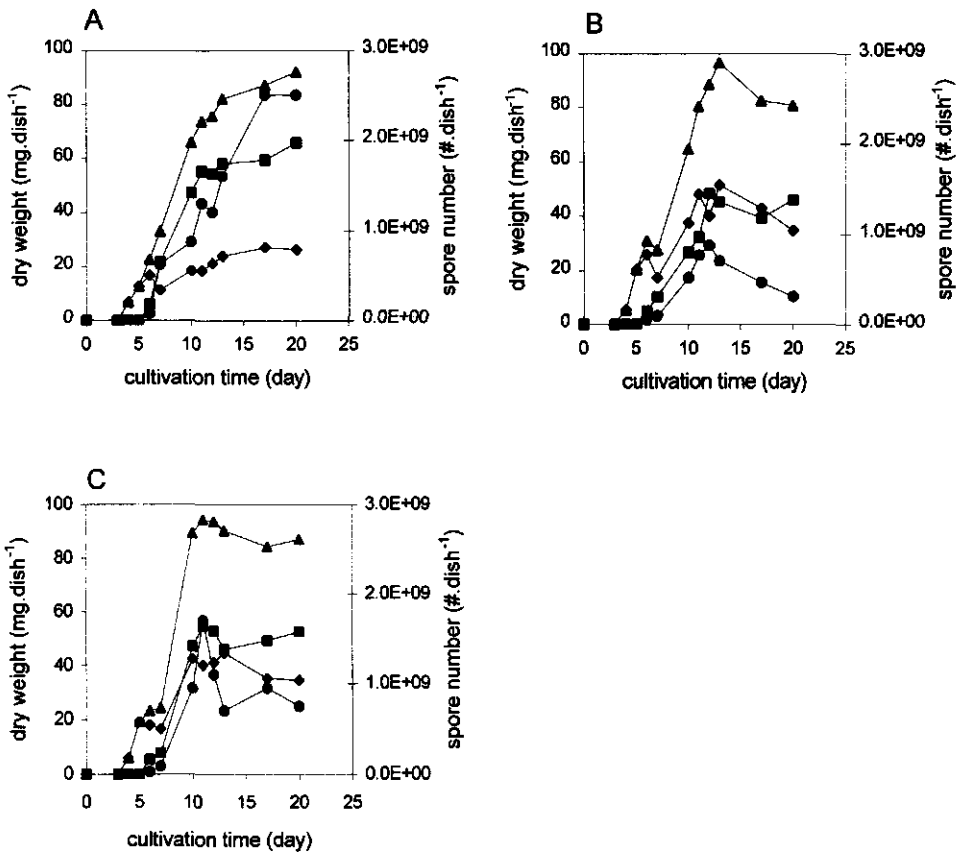 A
100
80
60
40
20
0
dry weight (mg.dish-1)
3.0E+09
2.0E+09
1.0E+09
0.0E+00
spore number (#.dish-1)
0 5 10 15 20 25
cultivation time (day)
B
100
80
60
40
20
0
dry weight (mg.dish-1)
3.0E+09
2.0E+09
1.0E+09
0.0E+00
spore number (#.dish-1)
0 5 10 15 20 25
cultivation time (day)
C
100
80
60
40
20
0
dry weight (mg.dish-1)
3.0E+09
2.0E+09
1.0E+09
0.0E+00
spore number (#.dish-1)
0 5 10 15 20 25
cultivation time (day)